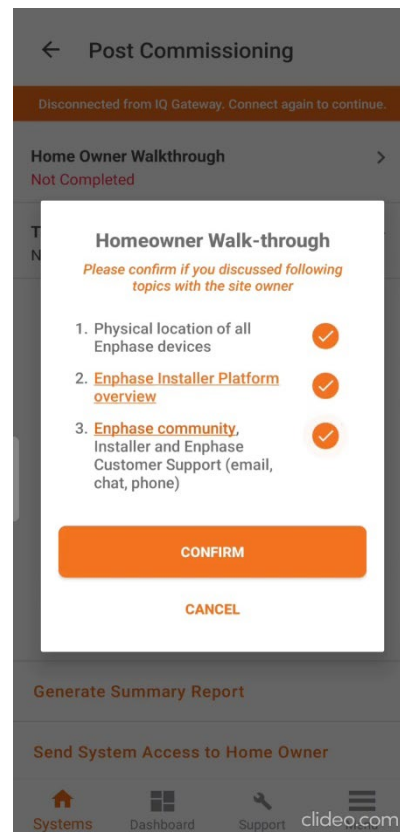 Post Commissioning
Disconnected from IQ Gateway. Connect again to continue.
Home Owner Walkthrough
Not Completed
T
N
Homeowner Walk-through
Please confirm if you discussed following
topics with the site owner
1. Physical location of all
Enphase devices
2. Enphase Installer Platform
overview
3. Enphase community,
Installer and Enphase
Customer Support (email,
chat, phone)
CONFIRM
CANCEL
Generate Summary Report
Send System Access to Home Owner
Systems
Dashboard
Support
clideo.com